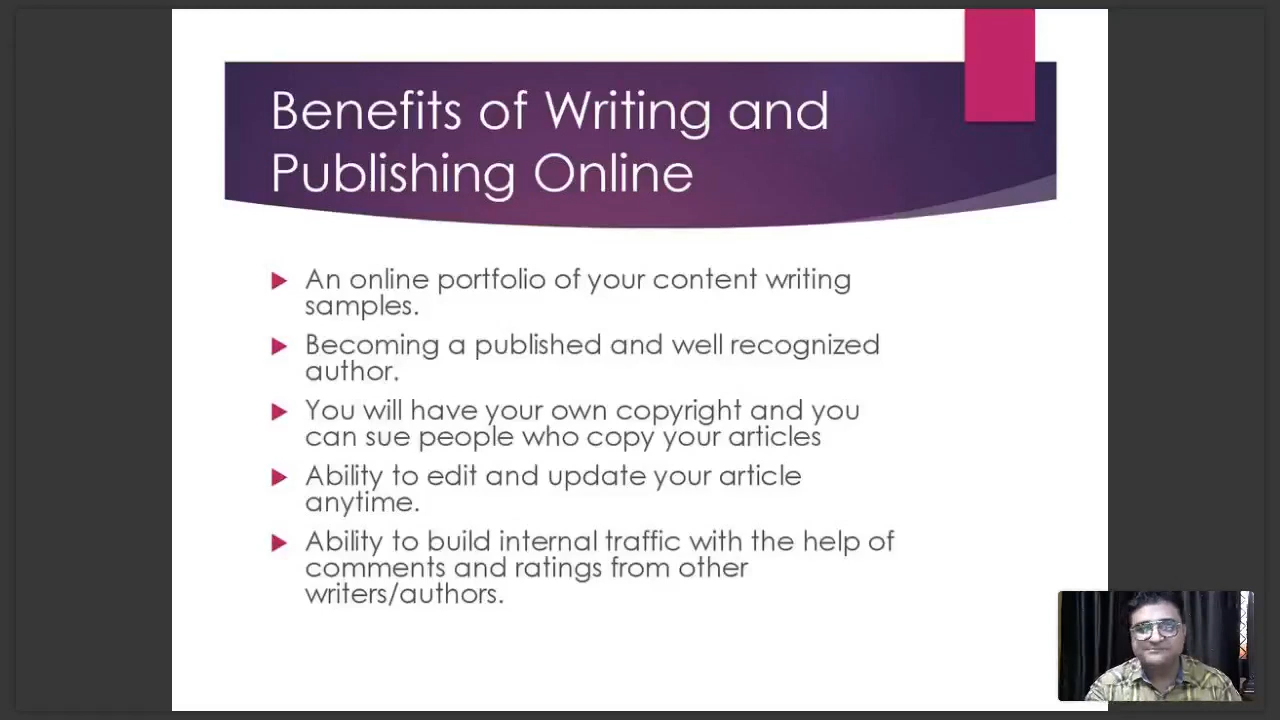 Benefits of Writing and
Publishing Online
An online portfolio of your content writing
samples.
Becoming a published and well recognized
author.
You will have your own copyright and you
can sue people who copy your articles
Ability to edit and update your article
anytime.
Ability to build internal traffic with the help of
comments and ratings from other
writers/authors.